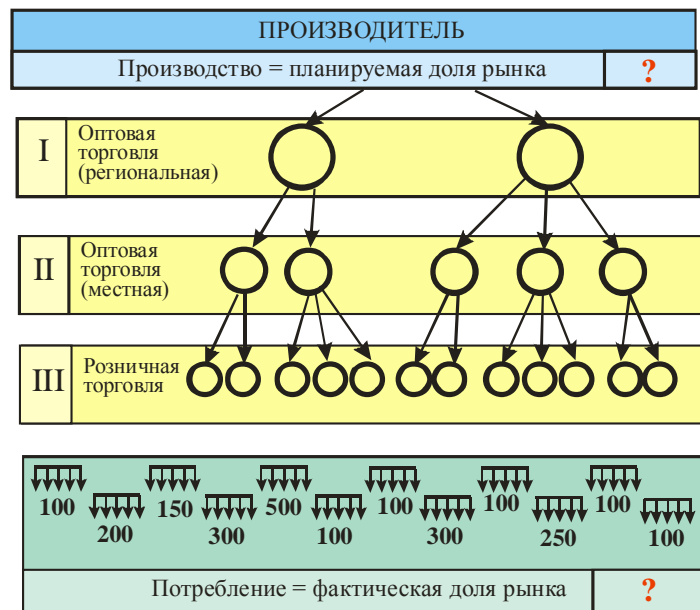 ПРОИЗВОДИТЕЛЬ
Производство = планируемая доля рынка ?
I Оптовая
торговля
(региональная)
II Оптовая
торговля
(местная)
III Розничная
торговля
100 150 500 100 100 100
200 300 100 300 250 100
Потребление = фактическая доля рынка ?